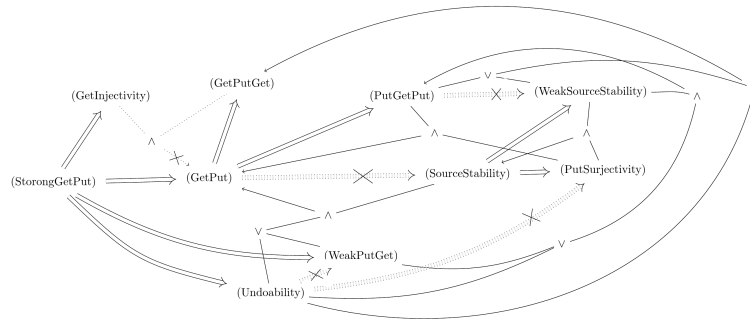 (GetPutGet)
(GetInjectivity)
(PutGetPut)
(WeakSourceStability)
∨
∧
∧
∧
∧
(StorongGetPut)
(GetPut)
(SourceStability)
(PutSurjectivity)
∧
∨
∨
(WeakPutGet)
(Undoability)